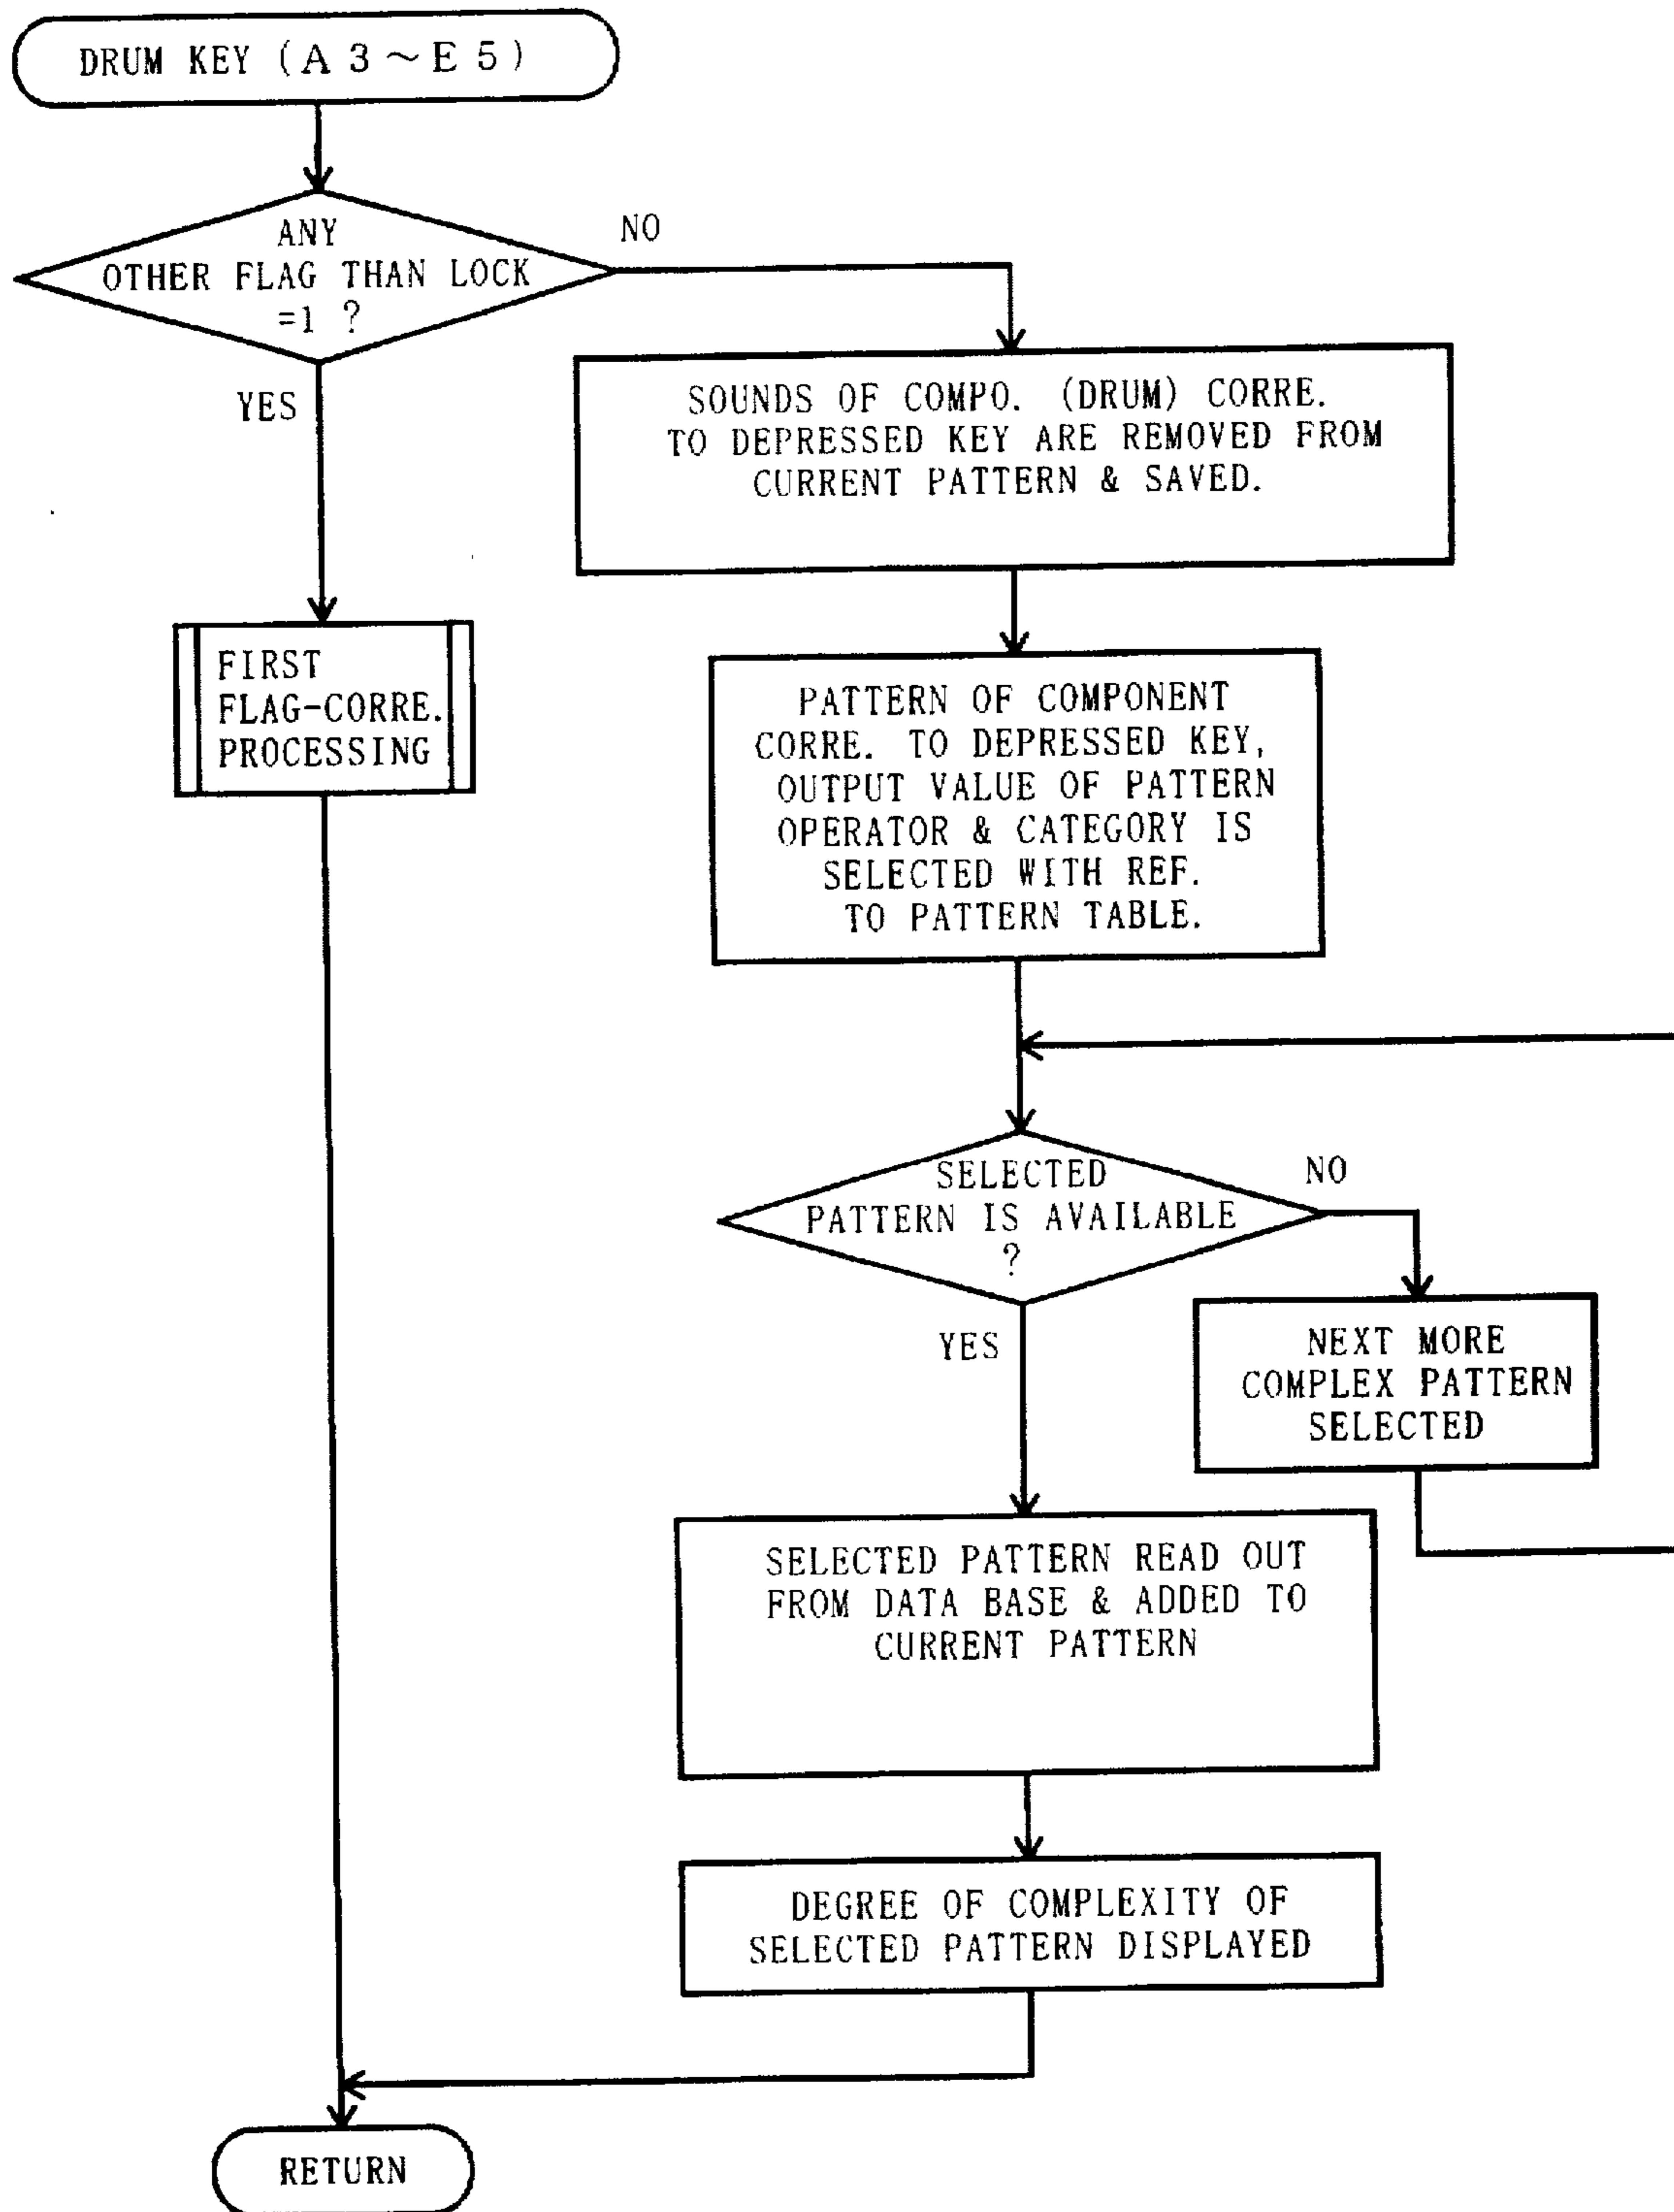 DRUM KEY (A3～E5)
ANY
OTHER FLAG THAN LOCK
=1 ?
NO
YES
SOUNDS OF COMPO. (DRUM) CORRE.
TO DEPRESSED KEY ARE REMOVED FROM
CURRENT PATTERN & SAVED.
FIRST
FLAG-CORRE.
PROCESSING
PATTERN OF COMPONENT
CORRE. TO DEPRESSED KEY,
OUTPUT VALUE OF PATTERN
OPERATOR & CATEGORY IS
SELECTED WITH REF.
TO PATTERN TABLE.
SELECTED
PATTERN IS AVAILABLE
?
NO
YES
NEXT MORE
COMPLEX PATTERN
SELECTED
SELECTED PATTERN READ OUT
FROM DATA BASE & ADDED TO
CURRENT PATTERN
DEGREE OF COMPLEXITY OF
SELECTED PATTERN DISPLAYED
RETURN